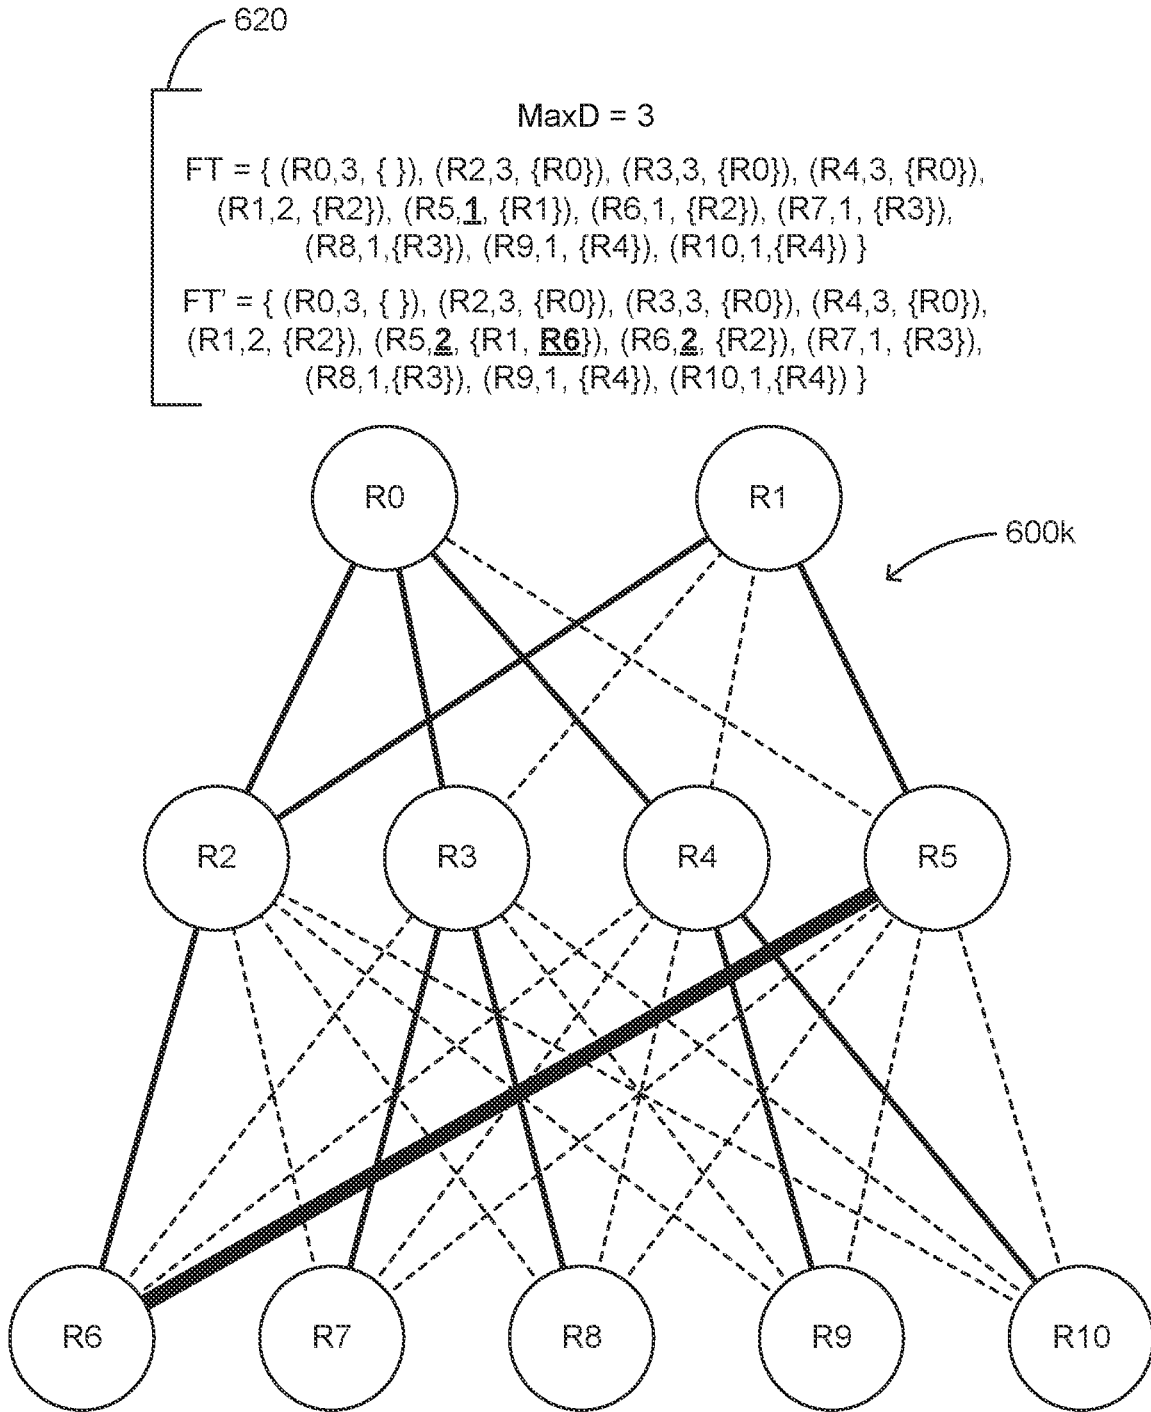 620
MaxD = 3
FT = { (R0,3, { }), (R2,3, {R0}), (R3,3, {R0}), (R4,3, {R0}),
(R1,2, {R2}), (R5,1, {R1}), (R6,1, {R2}), (R7,1, {R3}),
(R8,1,{R3}), (R9,1, {R4}), (R10,1,{R4}) }
FT' = { (R0,3, { }), (R2,3, {R0}), (R3,3, {R0}), (R4,3, {R0}),
(R1,2, {R2}), (R5,2, {R1, R6}), (R6,2, {R2}), (R7,1, {R3}),
(R8,1,{R3}), (R9,1, {R4}), (R10,1,{R4}) }
R0
R1
600k
R2
R3
R4
R5
R6
R7
R8
R9
R10